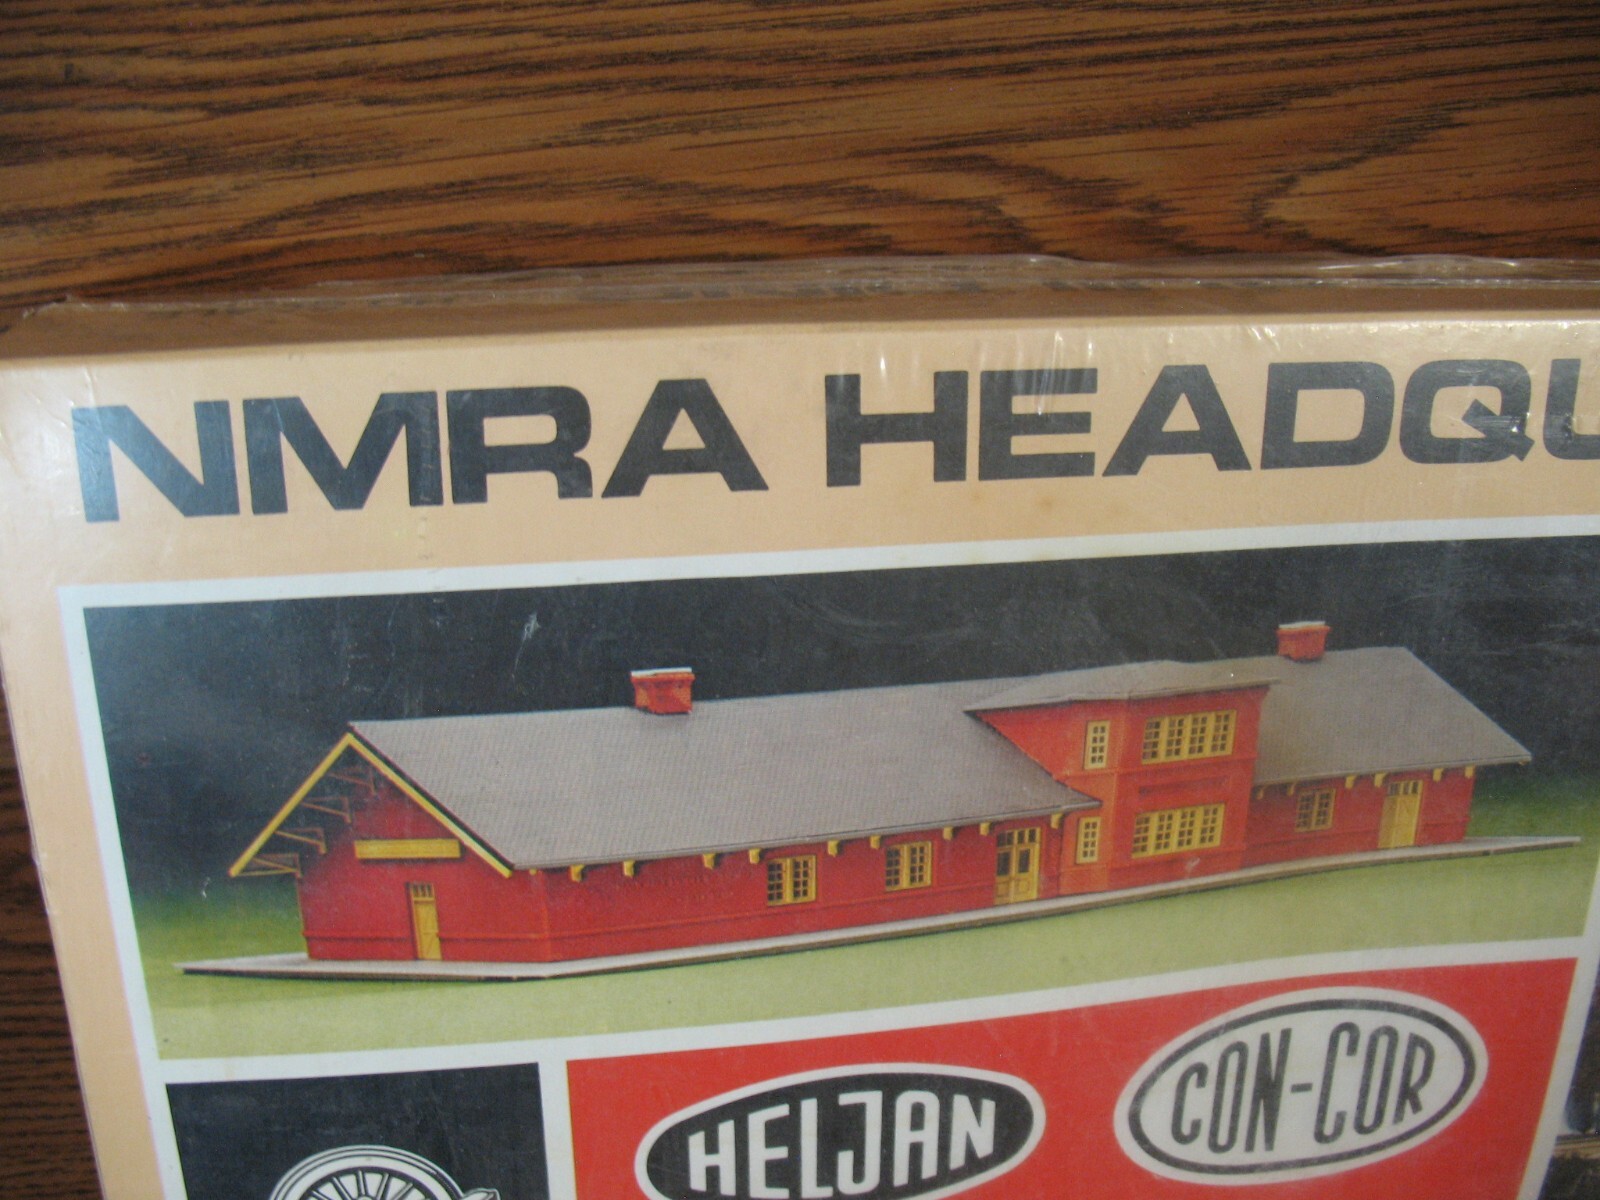 NMRA HEADQU
HELJAN
CON-COR